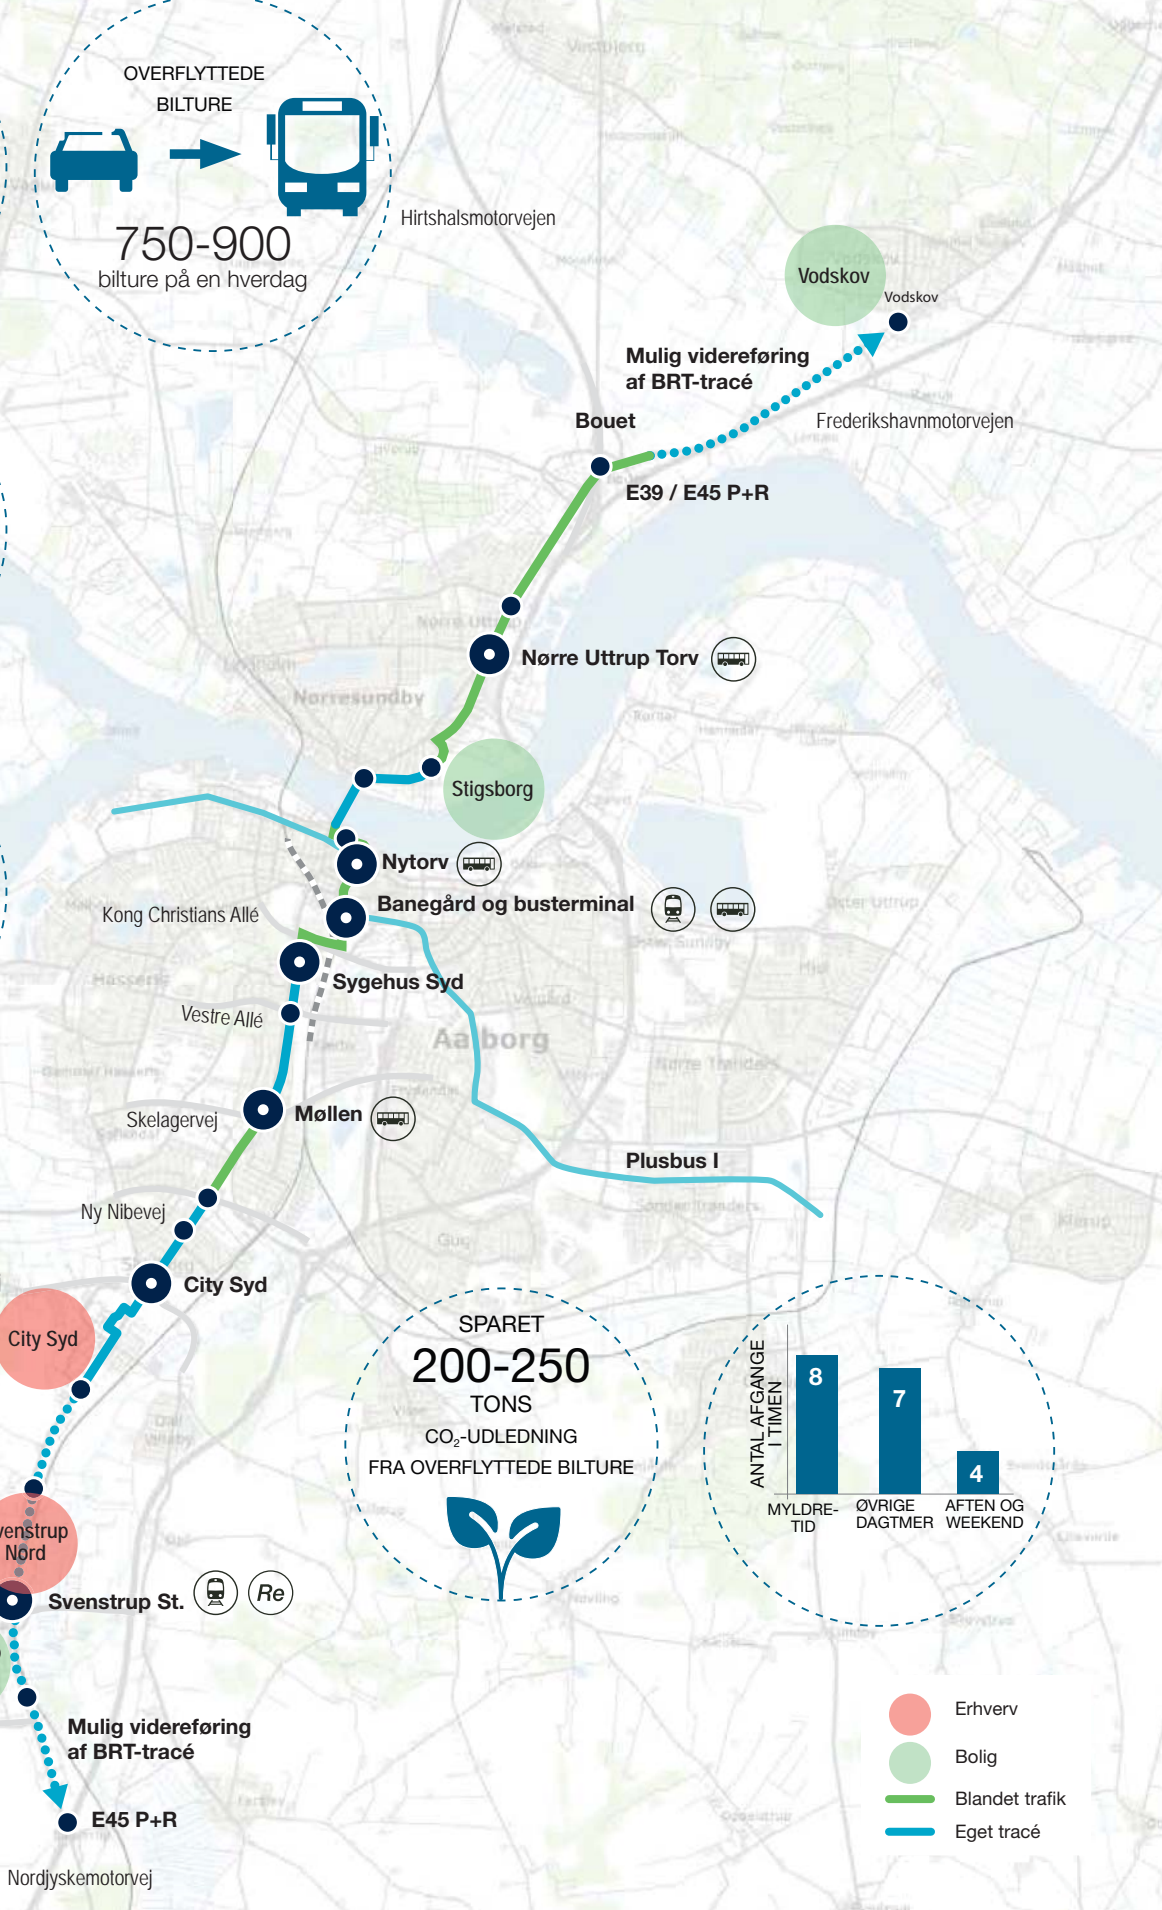 OVERFLYTTEDE
BILTURE
750-900
bilture på en hverdag
Hirtshalsmotorvejen
Vodskov
Vodskov
Mulig videreføring
af BRT-tracé
Bouet
Frederikshavnmotorvejen
E39 / E45 P+R
Nørre Uttrup Torv
Nørresundby
Stigsborg
Nytorv
Banegård og busterminal
Kong Christians Allé
Sygehus Syd
Vestre Allé
Aalborg
Møllen
Skelagervej
Plusbus I
Ny Nibevej
City Syd
City Syd
SPARET
200-250
TONS
CO₂-UDLEDNING
FRA OVERFLYTTEDE BILTURE
ANTAL AFGANGE
I TIMEN
8
7
4
MYLDRE-
TID
ØVRIGE
DAGTMER
AFTEN OG
WEEKEND
venstrup
Nord
Svenstrup St.
Re
Mulig videreføring
af BRT-tracé
E45 P+R
Nordjyskemotorvej
Erhverv
Bolig
Blandet trafik
Eget tracé